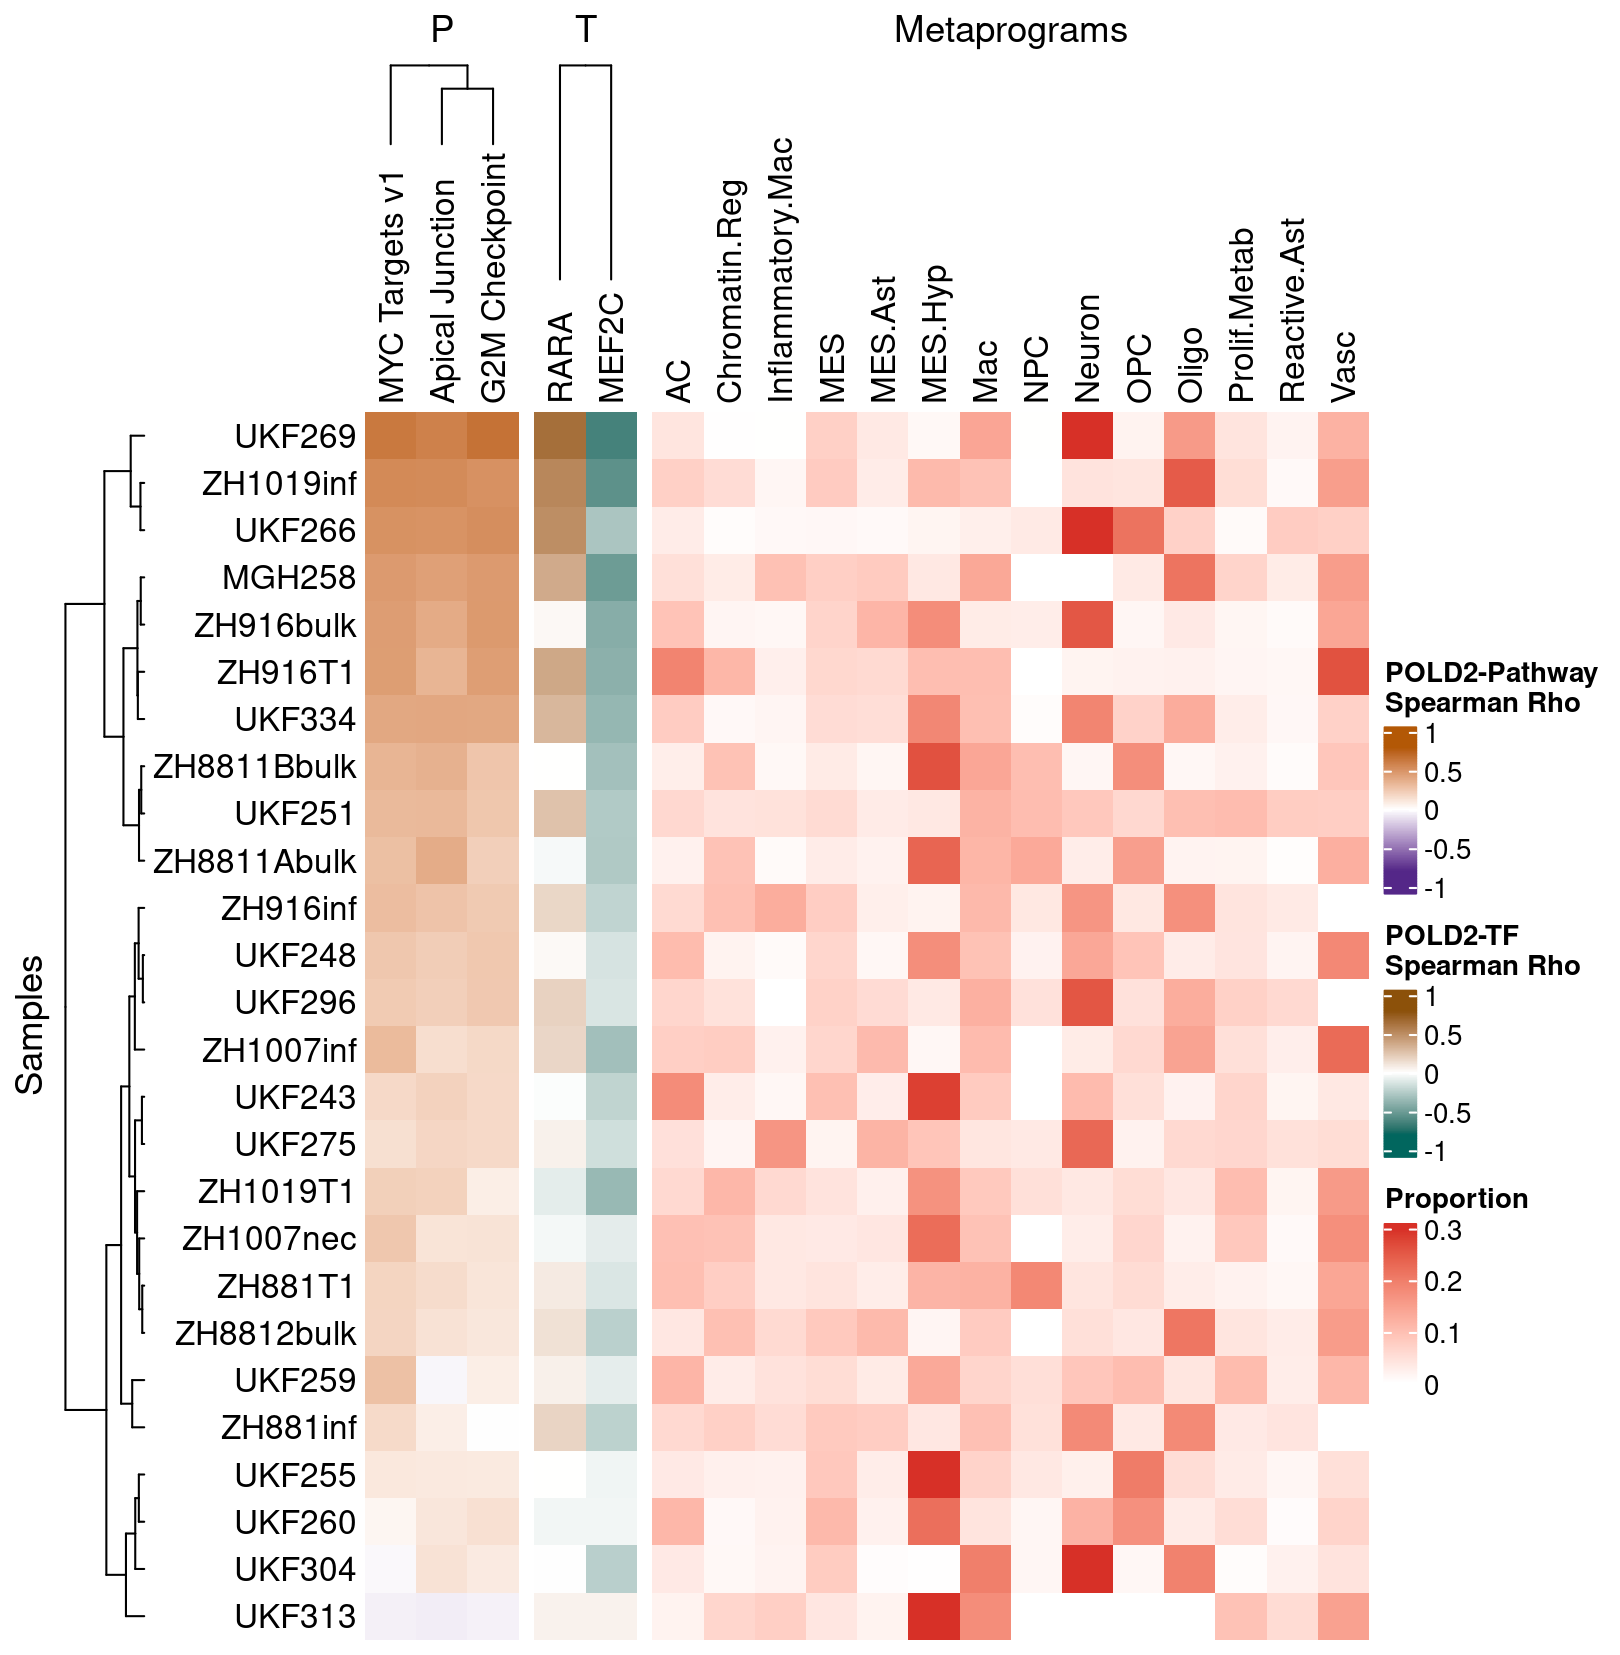 P T Metaprograms
MYC Targets v1
Apical Junction
G2M Checkpoint
RARA
MEF2C
AC
Chromatin.Reg
Inflammatory.Mac
MES
MES.Ast
MES.Hyp
Mac
NPC
Neuron
OPC
Oligo
Prolif.Metab
Reactive.Ast
Vasc
Samples
UKF269
ZH1019inf
UKF266
MGH258
ZH916bulk
ZH916T1
UKF334
ZH8811Bbulk
UKF251
ZH8811Abulk
ZH916inf
UKF248
UKF296
ZH1007inf
UKF243
UKF275
ZH1019T1
ZH1007nec
ZH881T1
ZH8812bulk
UKF259
ZH881inf
UKF255
UKF260
UKF304
UKF313
POLD2-Pathway
Spearman Rho
1
0.5
0
-0.5
-1
POLD2-TF
Spearman Rho
1
0.5
0
-0.5
-1
Proportion
0.3
0.2
0.1
0